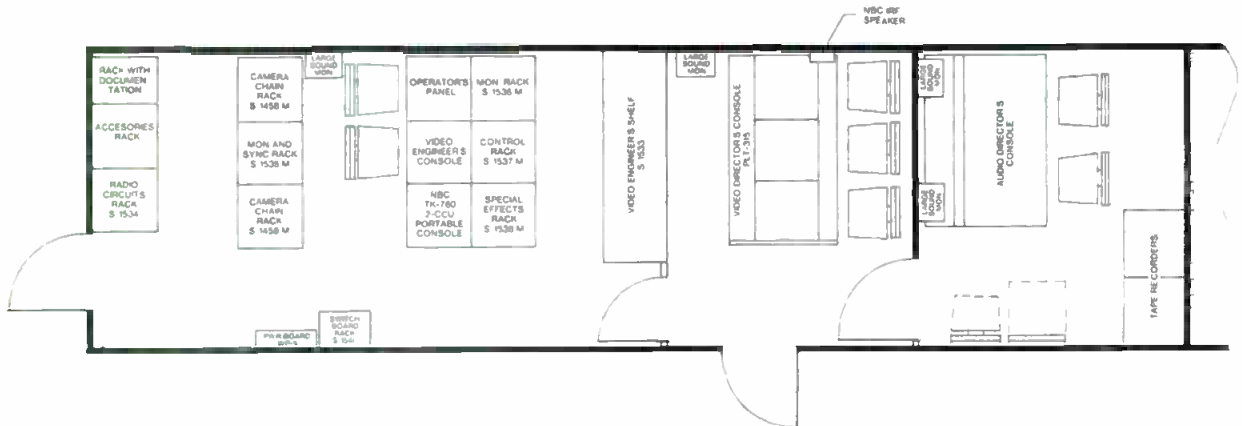 NBC IRF
SPEAKER
RACK WITH
DOCUMEN
TATION
ACCESORIES
RACK
RADIO
CIRCUITS
RACK
S 1534
CAMERA
CHAIN
RACK
S 1458 M
MON AND
SYNC RACK
S 1538 M
CAMERA
CHAIN
RACK
S 1458 M
LARGE
SOUND
MON
OPERATOR'S
PANEL
MON RACK
S 1536 M
VIDEO
ENGINEER'S
CONSOLE
CONTROL
RACK
S 1537 M
NBC
TK-760
2-CCU
PORTABLE
CONSOLE
SPECIAL
EFFECTS
RACK
S 1538 M
SWITCH
BOARD
RACK
BOARD
VIDEO ENGINEER'S SHELF
S 1533
LARGE
SOUND
MON
VIDEO DIRECTOR'S CONSOLE
PLT-315
LARGE
SOUND
MON
LARGE
SOUND
MON
AUDIO DIRECTOR'S
CONSOLE
TAPE RECORDERS